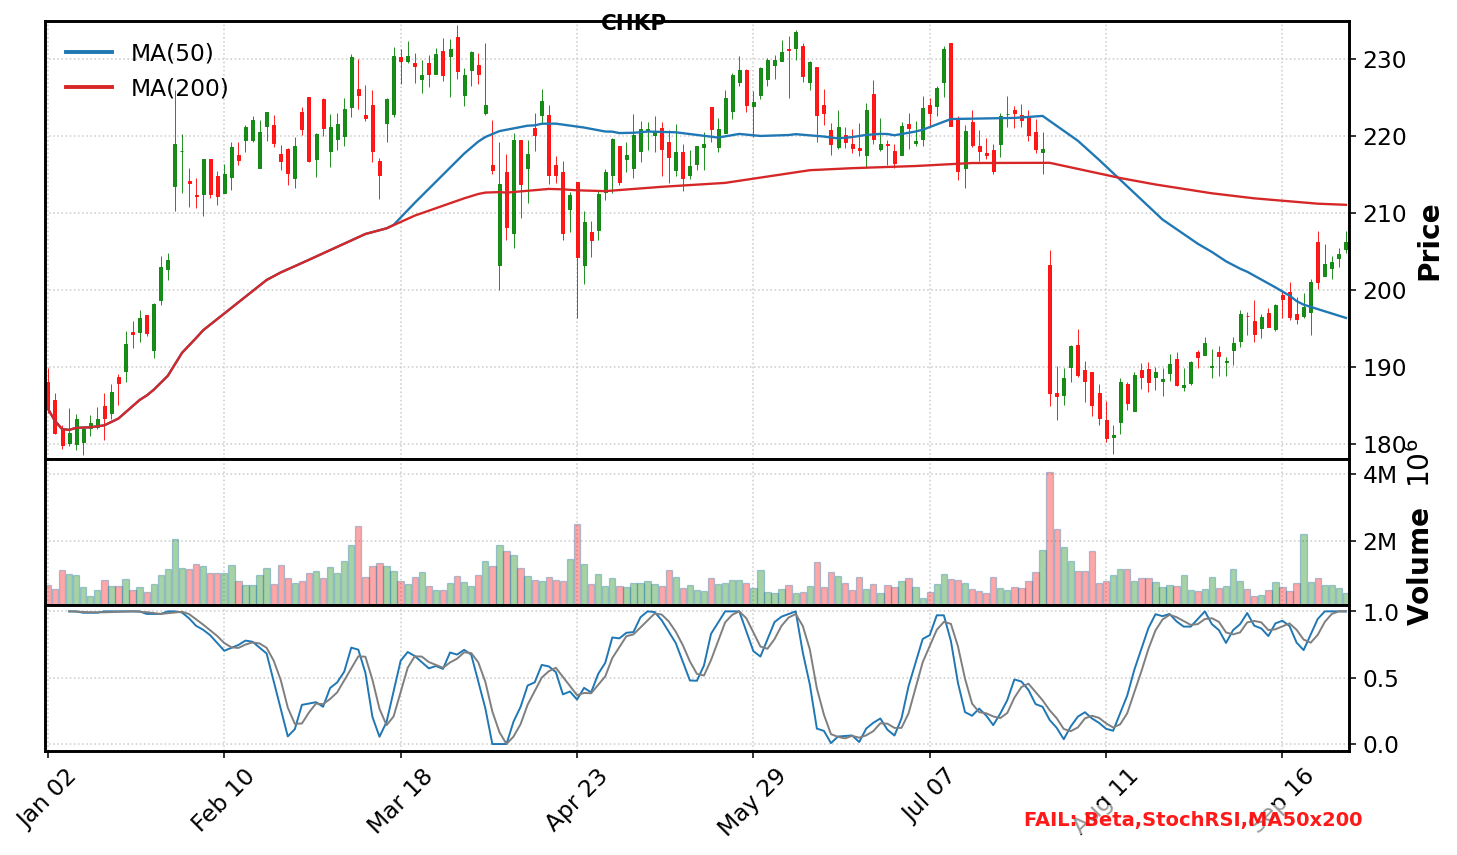 CHKP
MA(50)
MA(200)
230
220
210
200
190
180
Price
4M
2M
Volume 10⁶
1.0
0.5
0.0
Jan 02
Feb 10
Mar 18
Apr 23
May 29
Jul 07
Aug 11
Sep 16
FAIL: Beta,StochRSI,MA50x200